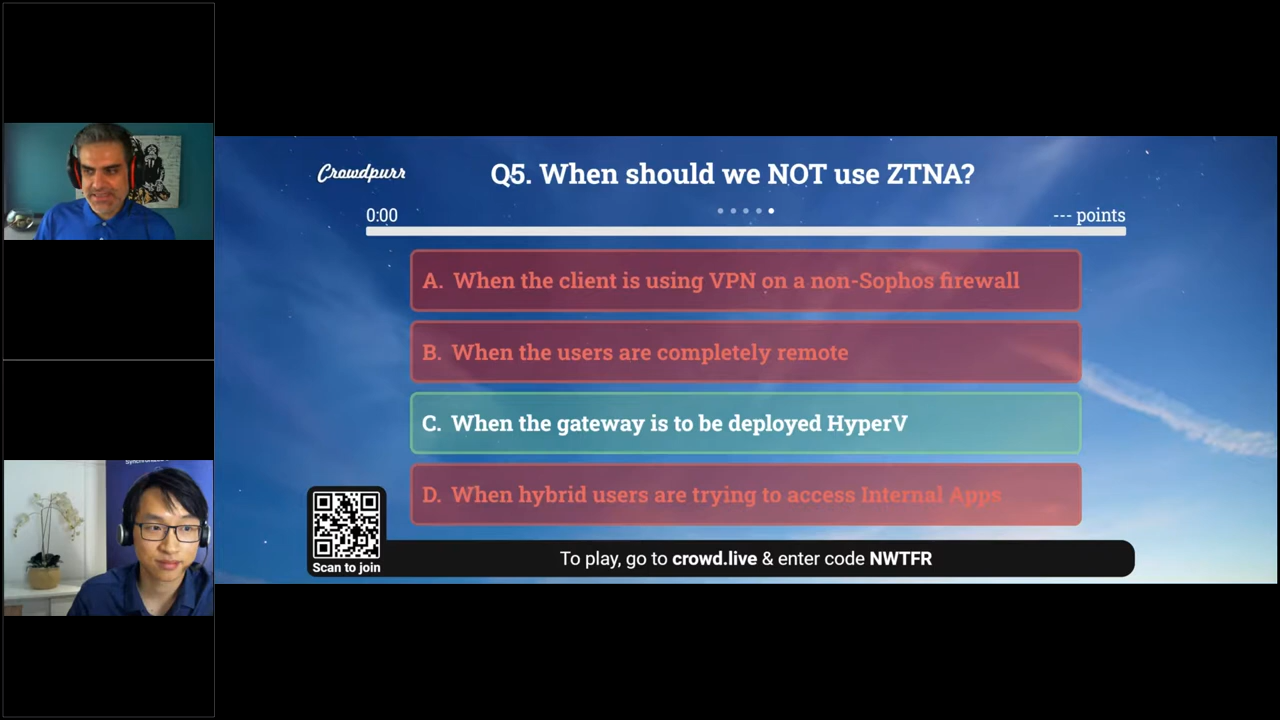 Crowdpurr
Q5. When should we NOT use ZTNA?
0:00
--- points
A. When the client is using VPN on a non-Sophos firewall
B. When the users are completely remote
C. When the gateway is to be deployed HyperV
D. When hybrid users are trying to access Internal Apps
Scan to join
To play, go to crowd.live & enter code NWTFR